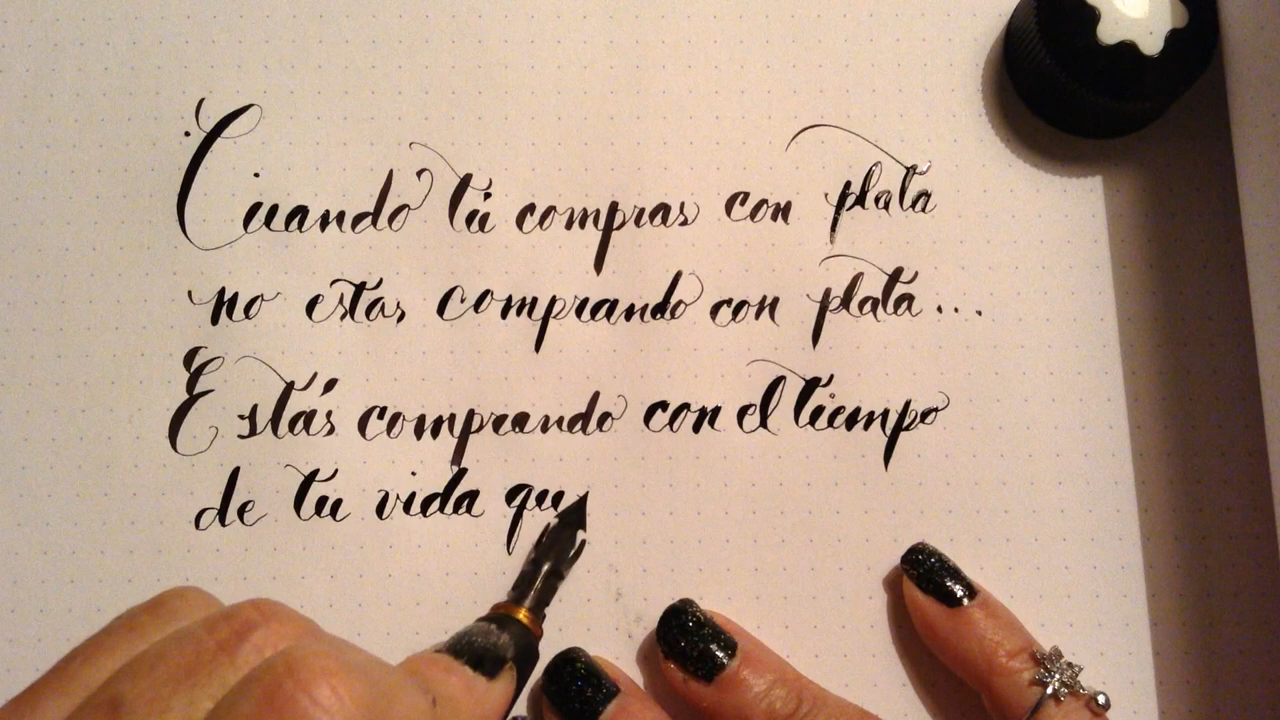 Cuando tú compras con plata
no estas comprando con plata...
Estás comprando con el tiempo
de tu vida qu